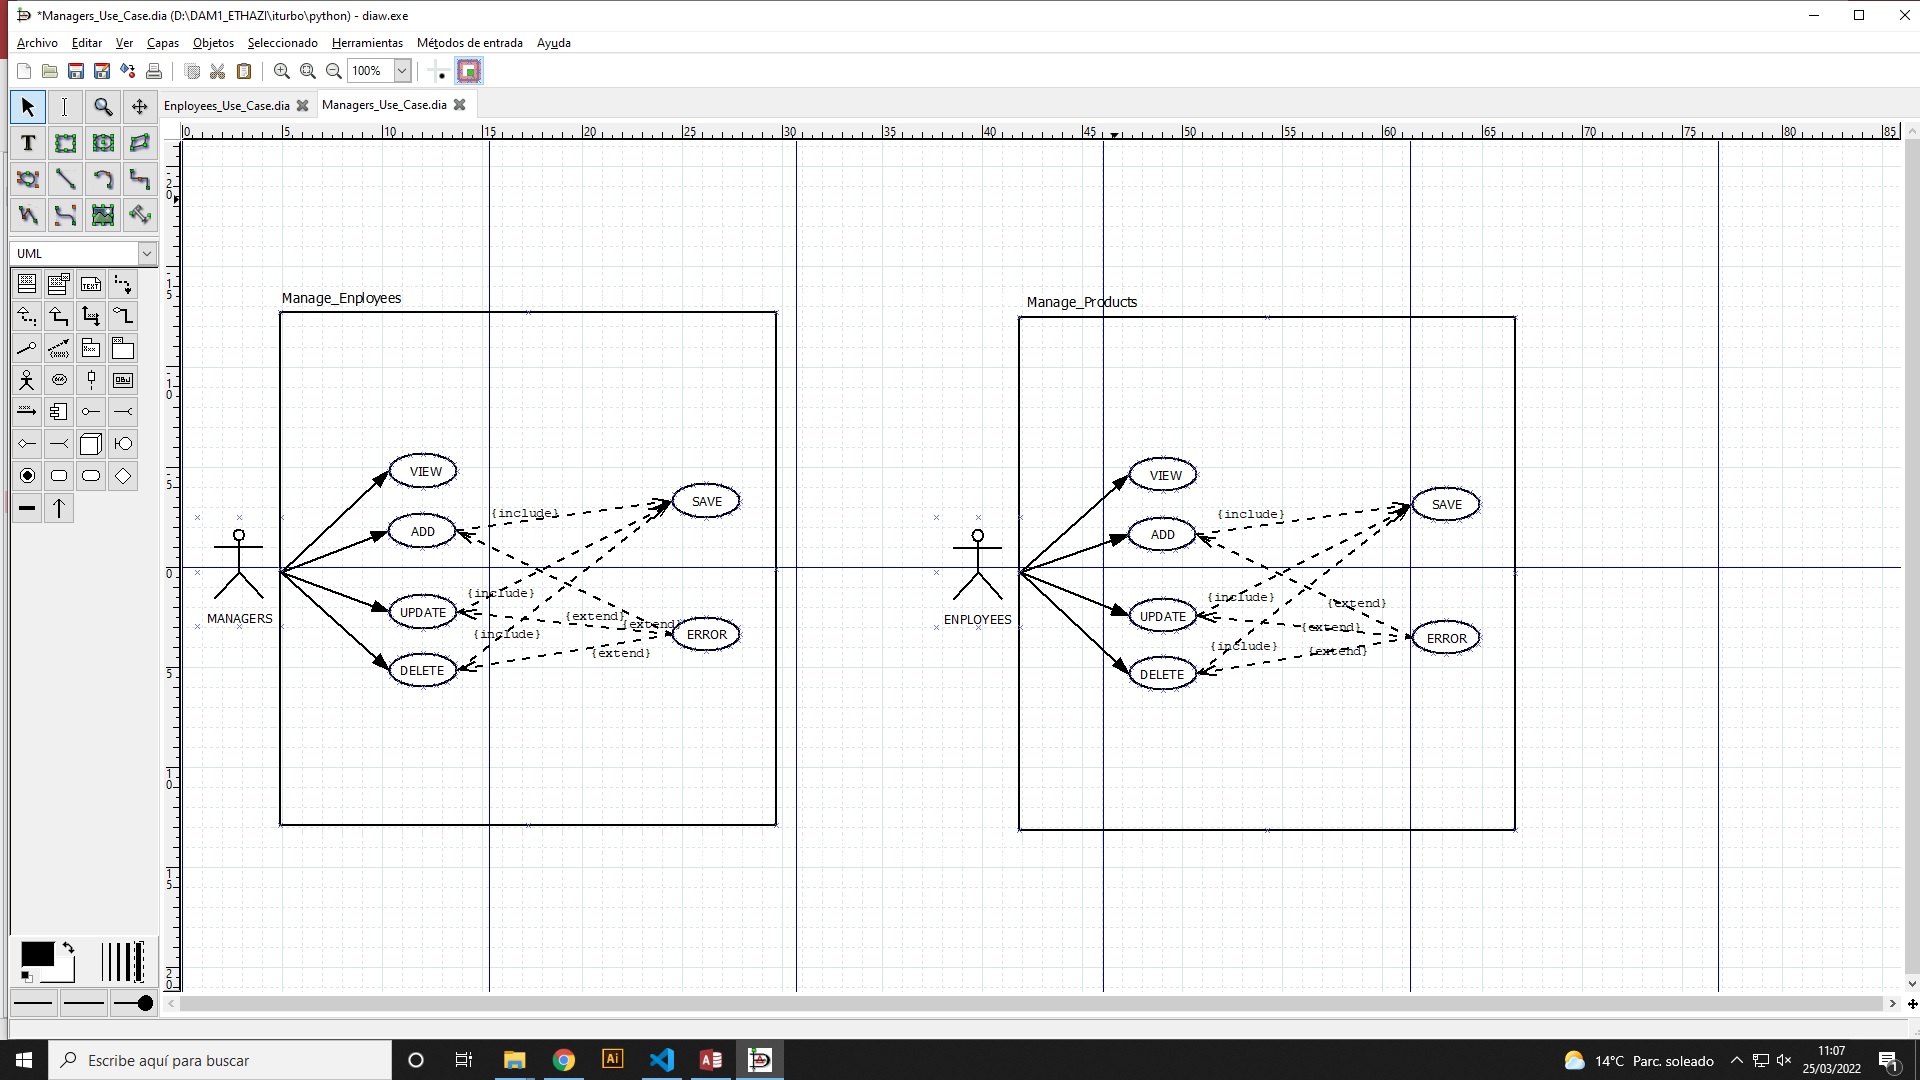 *Managers_Use_Case.dia (D:\DAM1_ETHAZI\iturbo\python) - diaw.exe
Archivo Editar Ver Capas Objetos Seleccionado Herramientas Métodos de entrada Ayuda
100%
Enployees_Use_Case.dia Managers_Use_Case.dia
0 5 10 15 20 25 30 35 40 45 50 55 60 65 70 75 80 85
T
UML
TEXT
Manage_Enployees
VIEW
ADD
UPDATE
DELETE
SAVE
ERROR
MANAGERS
{include}
{include}
{include}
{extend}
{extend}
{extend}
Manage_Products
VIEW
ADD
UPDATE
DELETE
SAVE
ERROR
ENPLOYEES
{include}
{include}
{include}
{extend}
{extend}
{extend}
Escribe aquí para buscar
Ai
14°C Parc. soleado
11:07
25/03/2022
1